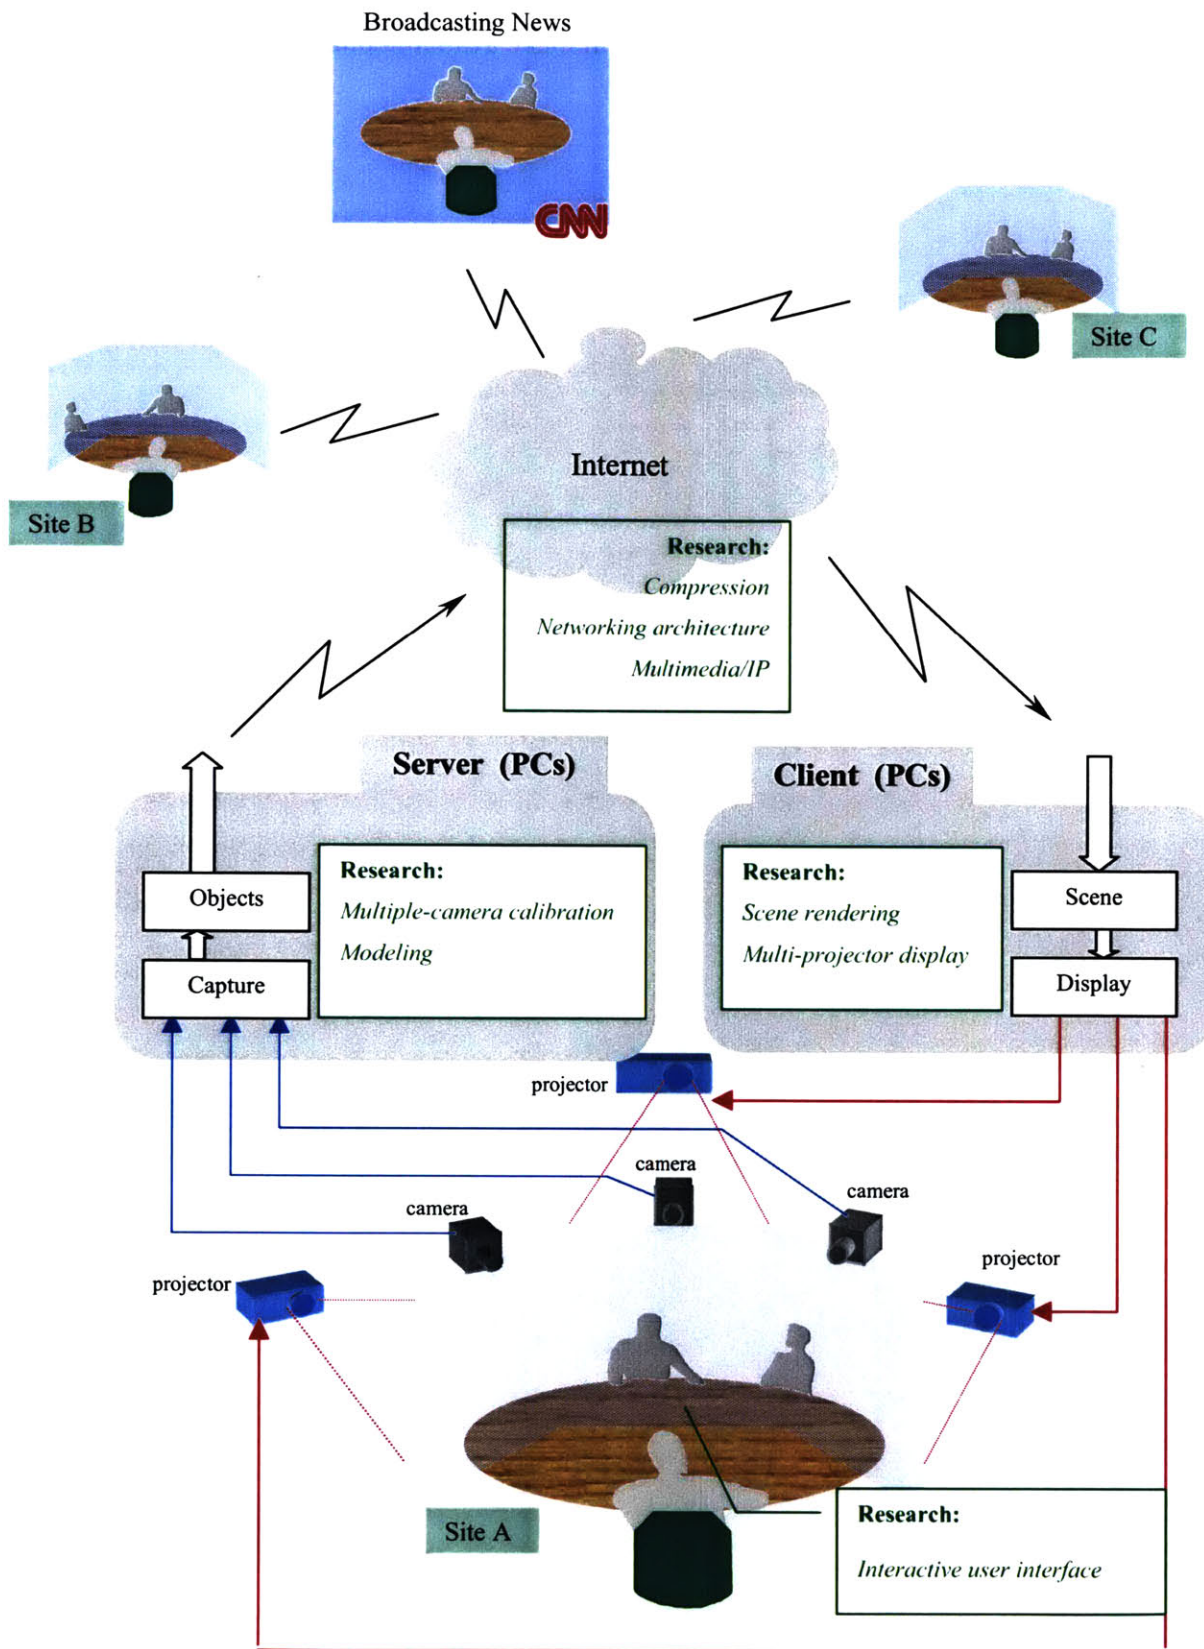 Broadcasting News
CNN
Site C
Site B
Internet
Research:
Compression
Networking architecture
Multimedia/IP
Server (PCs)
Client (PCs)
Research:
Multiple-camera calibration
Modeling
Objects
Capture
Research:
Scene rendering
Multi-projector display
Scene
Display
projector
camera
camera
camera
projector
projector
Site A
Research:
Interactive user interface